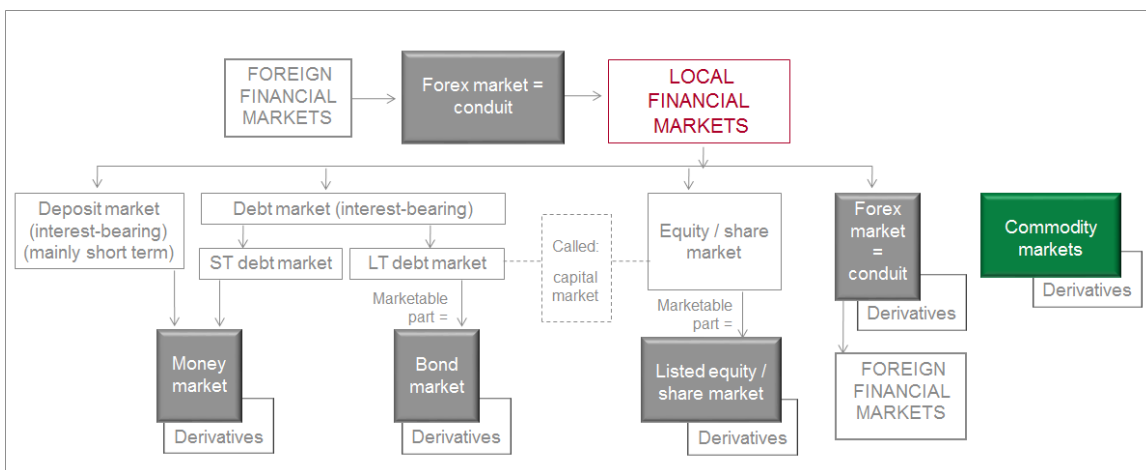 FOREIGN
FINANCIAL
MARKETS
Forex market =
conduit
LOCAL
FINANCIAL
MARKETS
Deposit market
(interest-bearing)
(mainly short term)
Debt market (interest-bearing)
ST debt market
LT debt market
Called:
capital
market
Equity / share
market
Forex
market
=
conduit
Derivatives
Commodity
markets
Derivatives
Marketable
part =
Marketable
part =
Money
market
Derivatives
Bond
market
Derivatives
Listed equity /
share market
Derivatives
FOREIGN
FINANCIAL
MARKETS